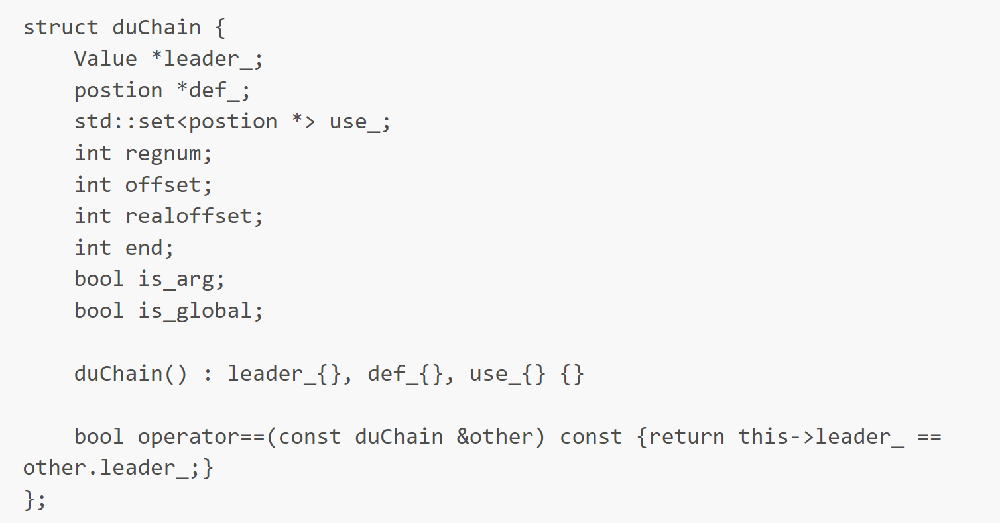 struct duChain {
    Value *leader_;
    postion *def_;
    std::set<postion *> use_;
    int regnum;
    int offset;
    int realoffset;
    int end;
    bool is_arg;
    bool is_global;

    duChain() : leader_{}, def_{}, use_{} {}

    bool operator==(const duChain &other) const {return this->leader_ ==
other.leader_;}
};